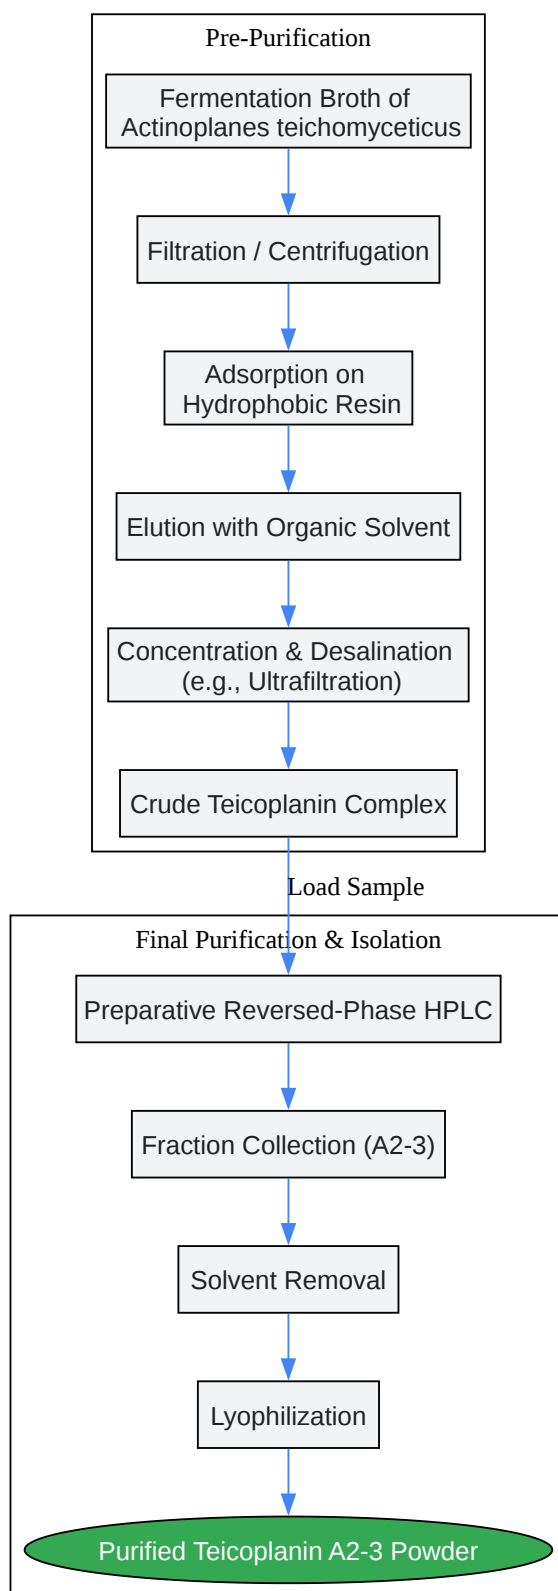 Pre-Purification
Fermentation Broth of
Actinoplanes teichomyceticus
Filtration / Centrifugation
Adsorption on
Hydrophobic Resin
Elution with Organic Solvent
Concentration & Desalination
(e.g., Ultrafiltration)
Crude Teicoplanin Complex
Load Sample
Final Purification & Isolation
Preparative Reversed-Phase HPLC
Fraction Collection (A2-3)
Solvent Removal
Lyophilization
Purified Teicoplanin A2-3 Powder